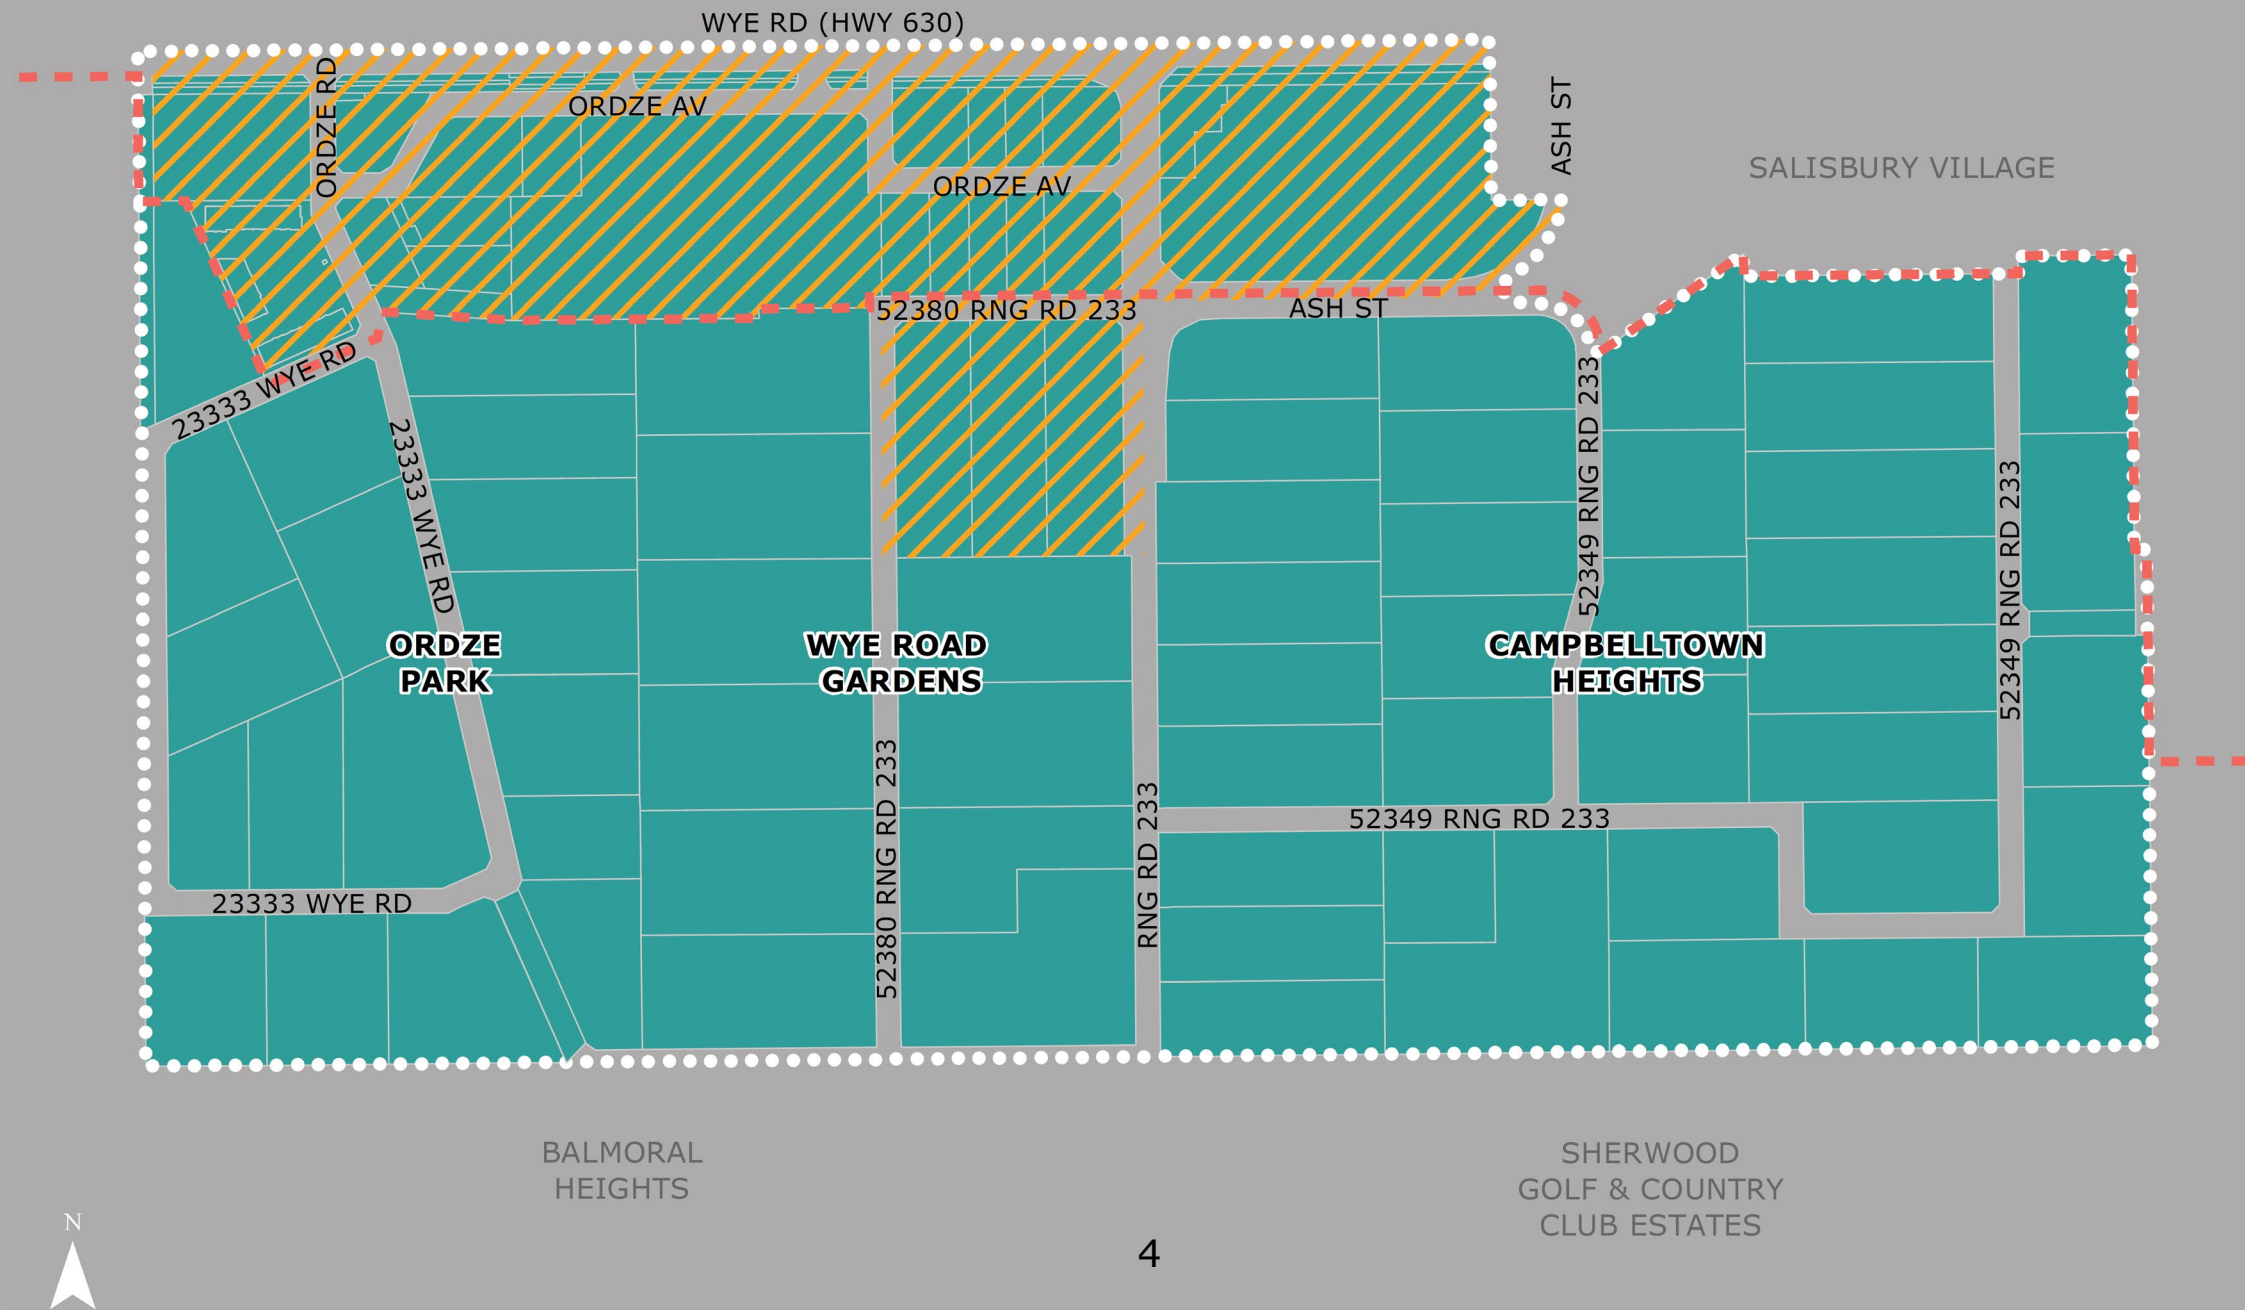 WYE RD (HWY 630)
ORDZE RD
ORDZE AV
ASH ST
SALISBURY VILLAGE
ORDZE AV
52380 RNG RD 233
ASH ST
23333 WYE RD
23333 WYE RD
52349 RNG RD 233
52349 RNG RD 233
ORDZE
PARK
WYE ROAD
GARDENS
CAMPBELLTOWN
HEIGHTS
52380 RNG RD 233
RNG RD 233
52349 RNG RD 233
23333 WYE RD
BALMORAL
HEIGHTS
SHERWOOD
GOLF & COUNTRY
CLUB ESTATES
N
4